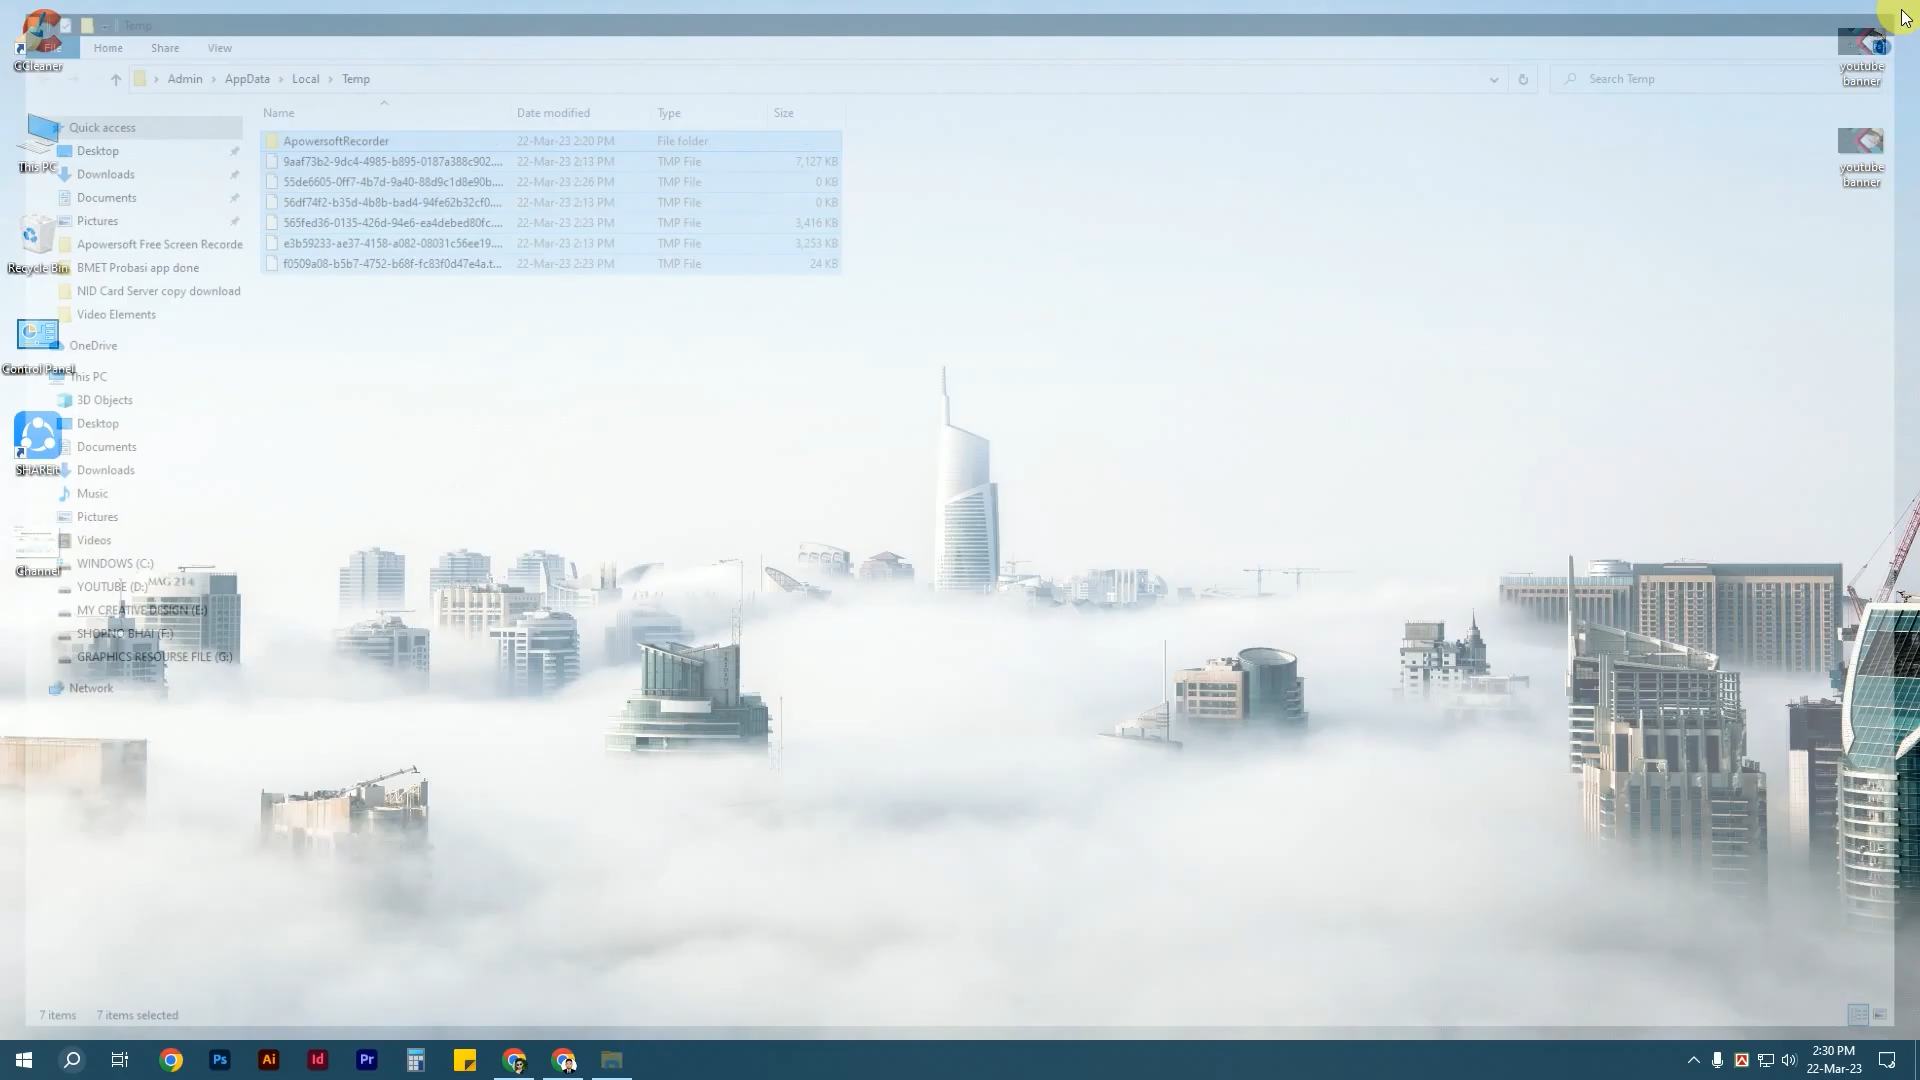 Temp
File Home Share View
Admin AppData Local Temp
Search Temp
Name Date modified Type Size
ApowersoftRecorder 22-Mar-23 2:20 PM File folder
9aaf73b2-9dc4-4985-b895-0187a388c902.... 22-Mar-23 2:13 PM TMP File 7,127 KB
55de6605-0ff7-4b7d-9a40-88d9c1d8e90b.... 22-Mar-23 2:26 PM TMP File 0 KB
56df74f2-b35d-4b8b-bad4-94fe62b32cf0.... 22-Mar-23 2:13 PM TMP File 0 KB
565fed36-0135-426d-94e6-ea4debed80fc.... 22-Mar-23 2:23 PM TMP File 3,416 KB
e3b59233-ae37-4158-a082-08031c56ee19.... 22-Mar-23 2:13 PM TMP File 3,253 KB
f0509a08-b5b7-4752-b68f-fc83f0d47e4a.t... 22-Mar-23 2:23 PM TMP File 24 KB
Quick access
Desktop
Downloads
Documents
Pictures
Apowersoft Free Screen Recorde
BMET Probasi app done
NID Card Server copy download
Video Elements
OneDrive
This PC
3D Objects
Desktop
Documents
Downloads
Music
Pictures
Videos
WINDOWS (C:)
YOUTUBE (D:)
MY CREATIVE DESIGN (E:)
SHOPNO BHAI (F:)
GRAPHICS RESOURSE FILE (G:)
Network
7 items 7 items selected
CCleaner
This PC
Recycle Bin
Control Panel
SHAREit
Channel
MAG 214
youtube
banner
youtube
banner
Ps Ai Id Pr
2:30 PM
22-Mar-23